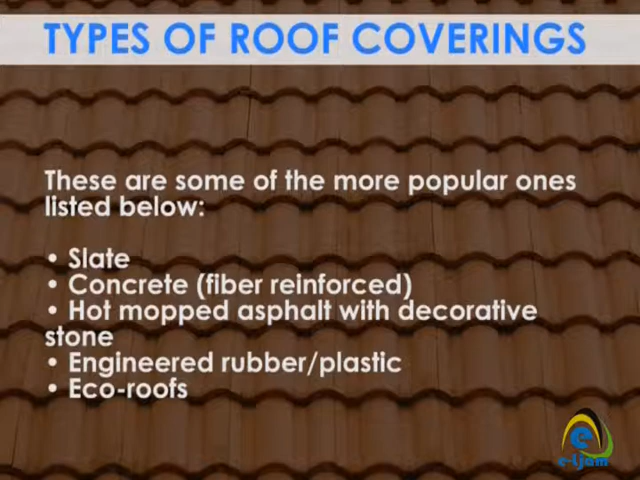 TYPES OF ROOF COVERINGS
These are some of the more popular ones
listed below:
• Slate
• Concrete (fiber reinforced)
• Hot mopped asphalt with decorative
stone
• Engineered rubber/plastic
• Eco-roofs
e
e-ljam